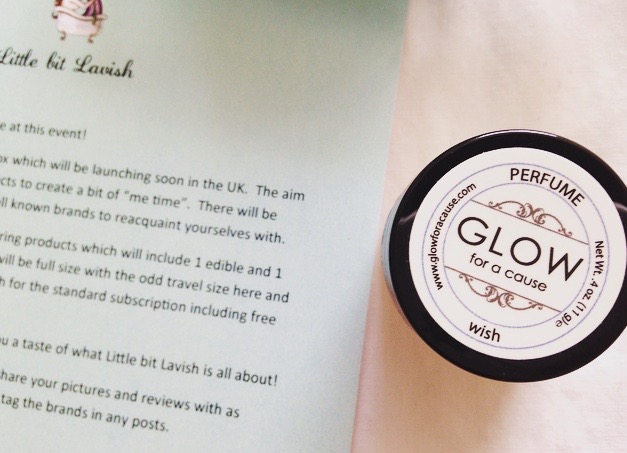 Little bit Lavish
e at this event!
ox which will be launching soon in the UK. The aim
cts to create a bit of "me time". There will be
ll known brands to reacquaint yourselves with.
ring products which will include 1 edible and 1
will be full size with the odd travel size here and
h for the standard subscription including free
u a taste of what Little bit Lavish is all about!
hare your pictures and reviews with as
tag the brands in any posts.
PERFUME
www.glowforacause.com
GLOW
for a cause
Net Wt. .4 oz. (11 g)e
wish